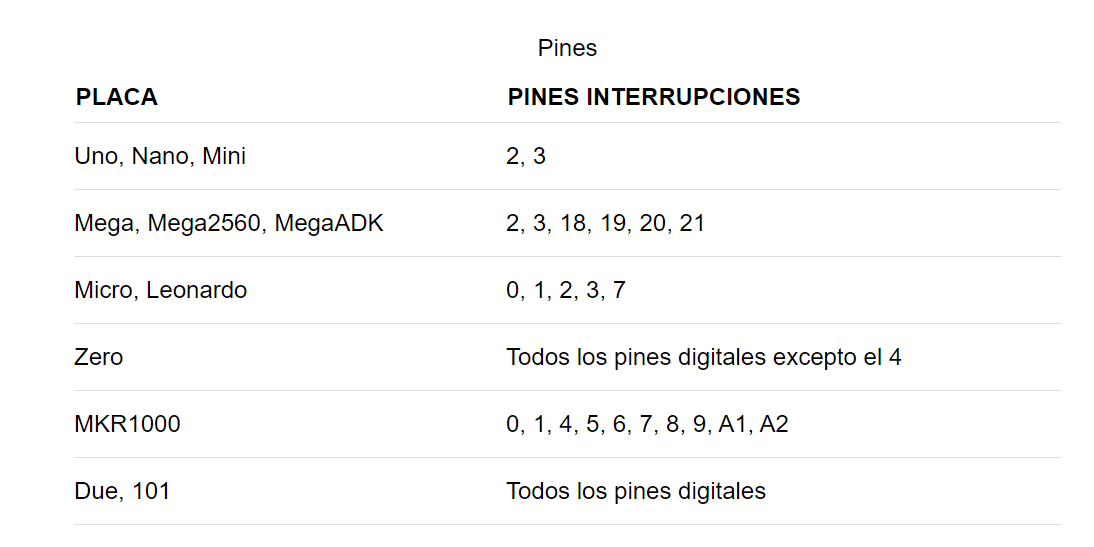 Pines
PLACA PINES INTERRUPCIONES
Uno, Nano, Mini 2, 3
Mega, Mega2560, MegaADK 2, 3, 18, 19, 20, 21
Micro, Leonardo 0, 1, 2, 3, 7
Zero Todos los pines digitales excepto el 4
MKR1000 0, 1, 4, 5, 6, 7, 8, 9, A1, A2
Due, 101 Todos los pines digitales